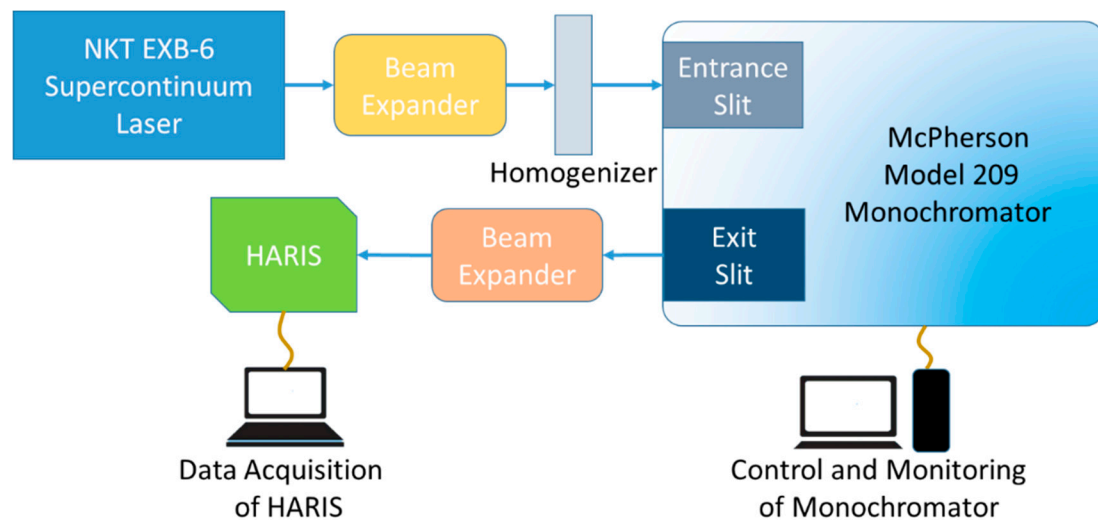 NKT EXB-6
Supercontinuum
Laser
Beam
Expander
Homogenizer
Entrance
Slit
McPherson
Model 209
Monochromator
HARIS
Beam
Expander
Exit
Slit
Data Acquisition
of HARIS
Control and Monitoring
of Monochromator